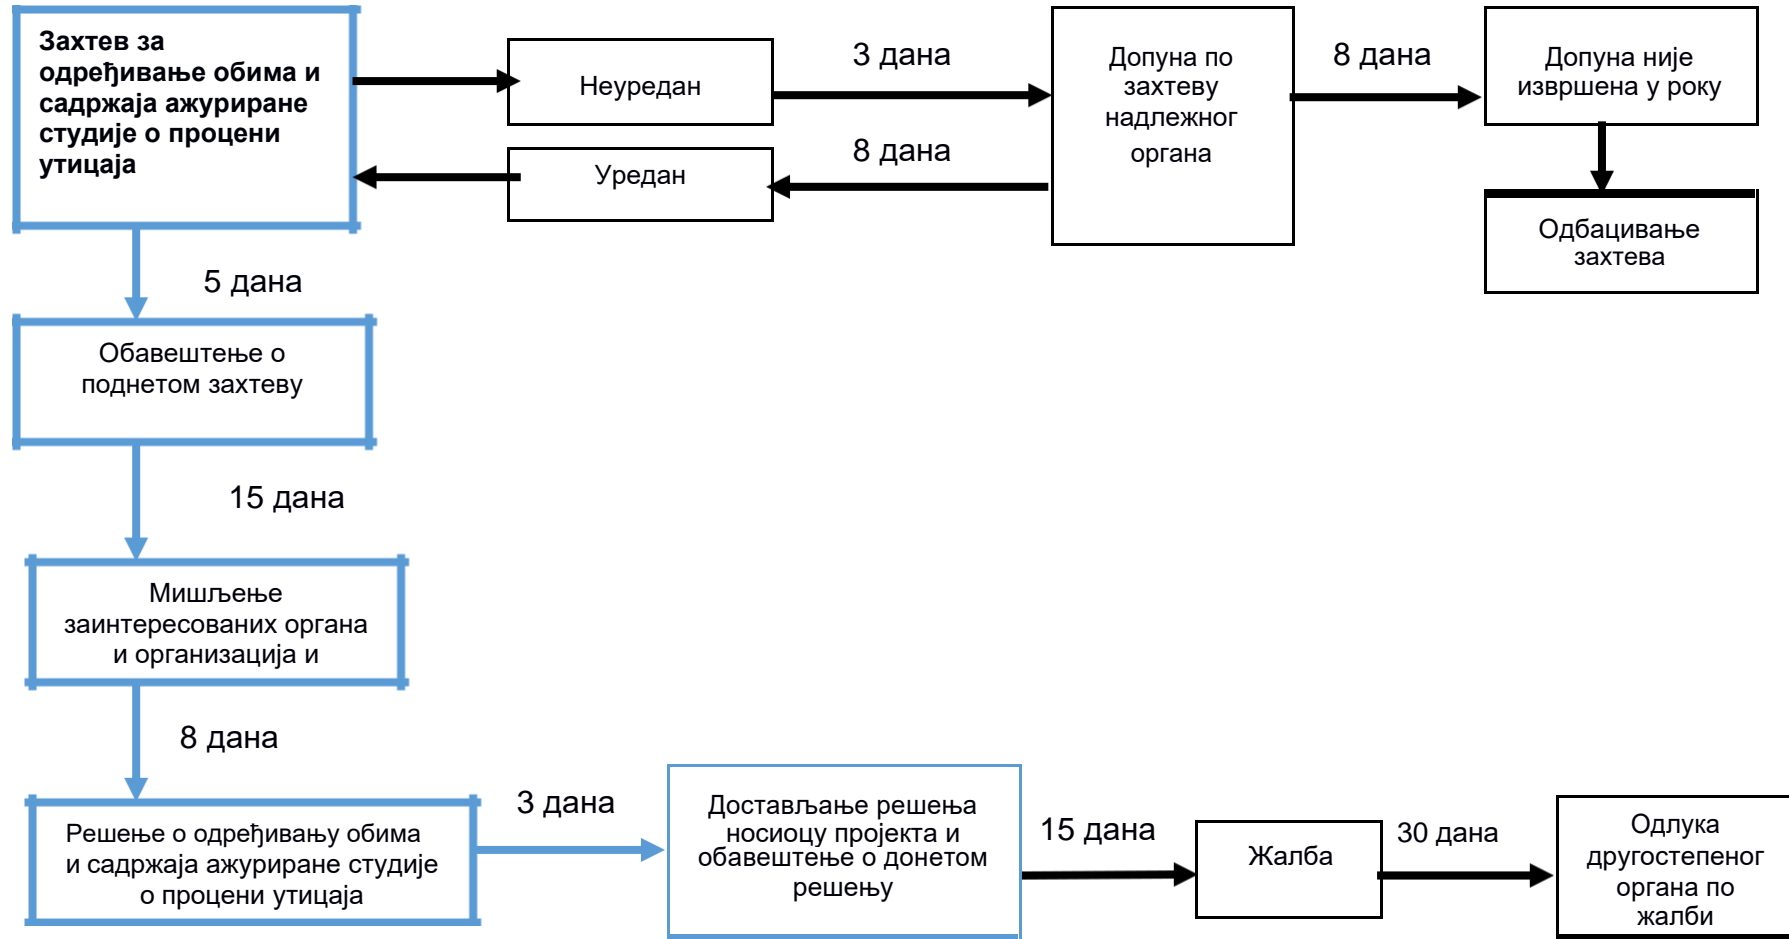 Захтев за
одређивање обима и
садржаја ажуриране
студије о процени
утицаја
Неуредан
3 дана
Допуна по
захтеву
надлежног
органа
8 дана
Допуна није
извршена у року
Уредан
8 дана
Одбацивање
захтева
5 дана
Обавештење о
поднетом захтеву
15 дана
Мишљење
заинтересованих органа
и организација и
8 дана
Решење о одређивању обима
и садржаја ажуриране студије
о процени утицаја
3 дана
Достављање решења
носиоцу пројекта и
обавештење о донетом
решењу
15 дана
Жалба
30 дана
Одлука
другостепеног
органа по
жалби